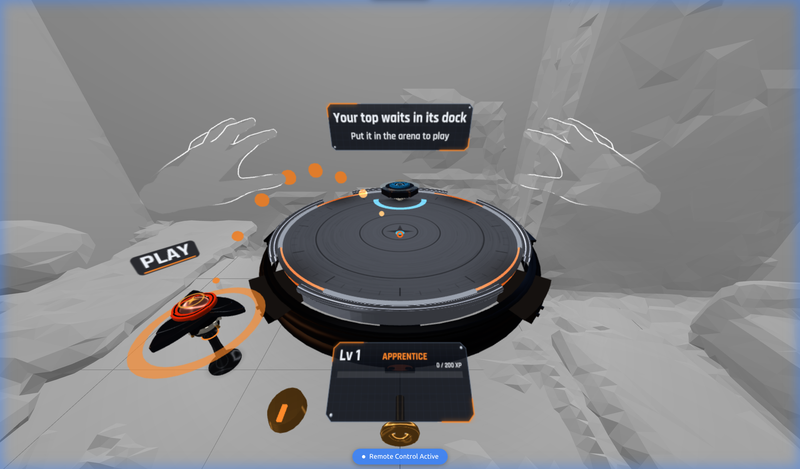 Your top waits in its dock
Put it in the arena to play
PLAY
Lv 1 APPRENTICE
0 / 200 XP
Remote Control Active